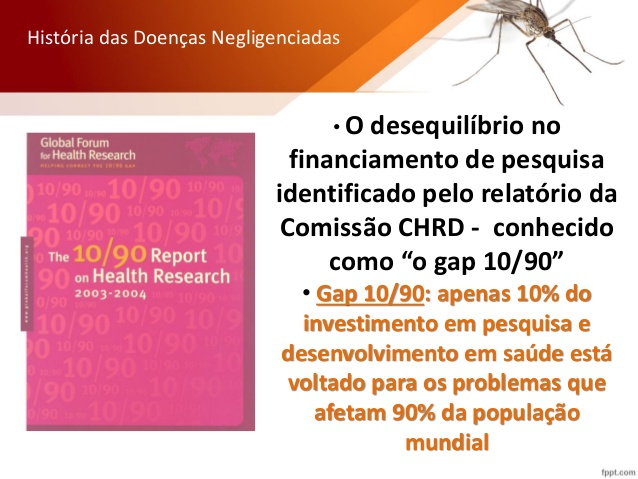 História das Doenças Negligenciadas
• O desequilíbrio no
financiamento de pesquisa
identificado pelo relatório da
Comissão CHRD - conhecido
como “o gap 10/90”
• Gap 10/90: apenas 10% do
investimento em pesquisa e
desenvolvimento em saúde está
voltado para os problemas que
afetam 90% da população
mundial
Global Forum
for Health Research
HELPING CORRECT THE 10/90 GAP
The 10/90 Report
on Health Research
2003-2004
www.globalforumhealth.org
fppt.com